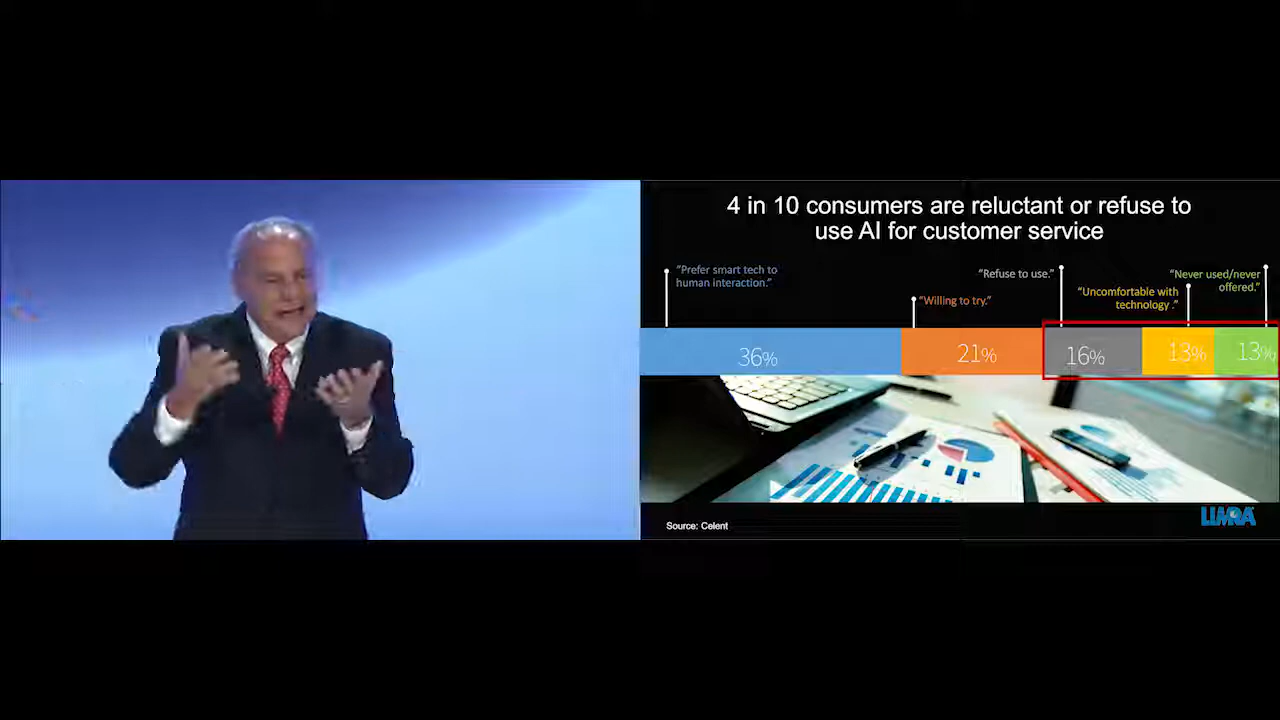 4 in 10 consumers are reluctant or refuse to
use AI for customer service
“Prefer smart tech to
human interaction.”
“Willing to try.”
“Refuse to use.”
“Uncomfortable with
technology .”
“Never used/never
offered.”
36%
21%
16%
13%
13%
Source: Celent
LIMRA